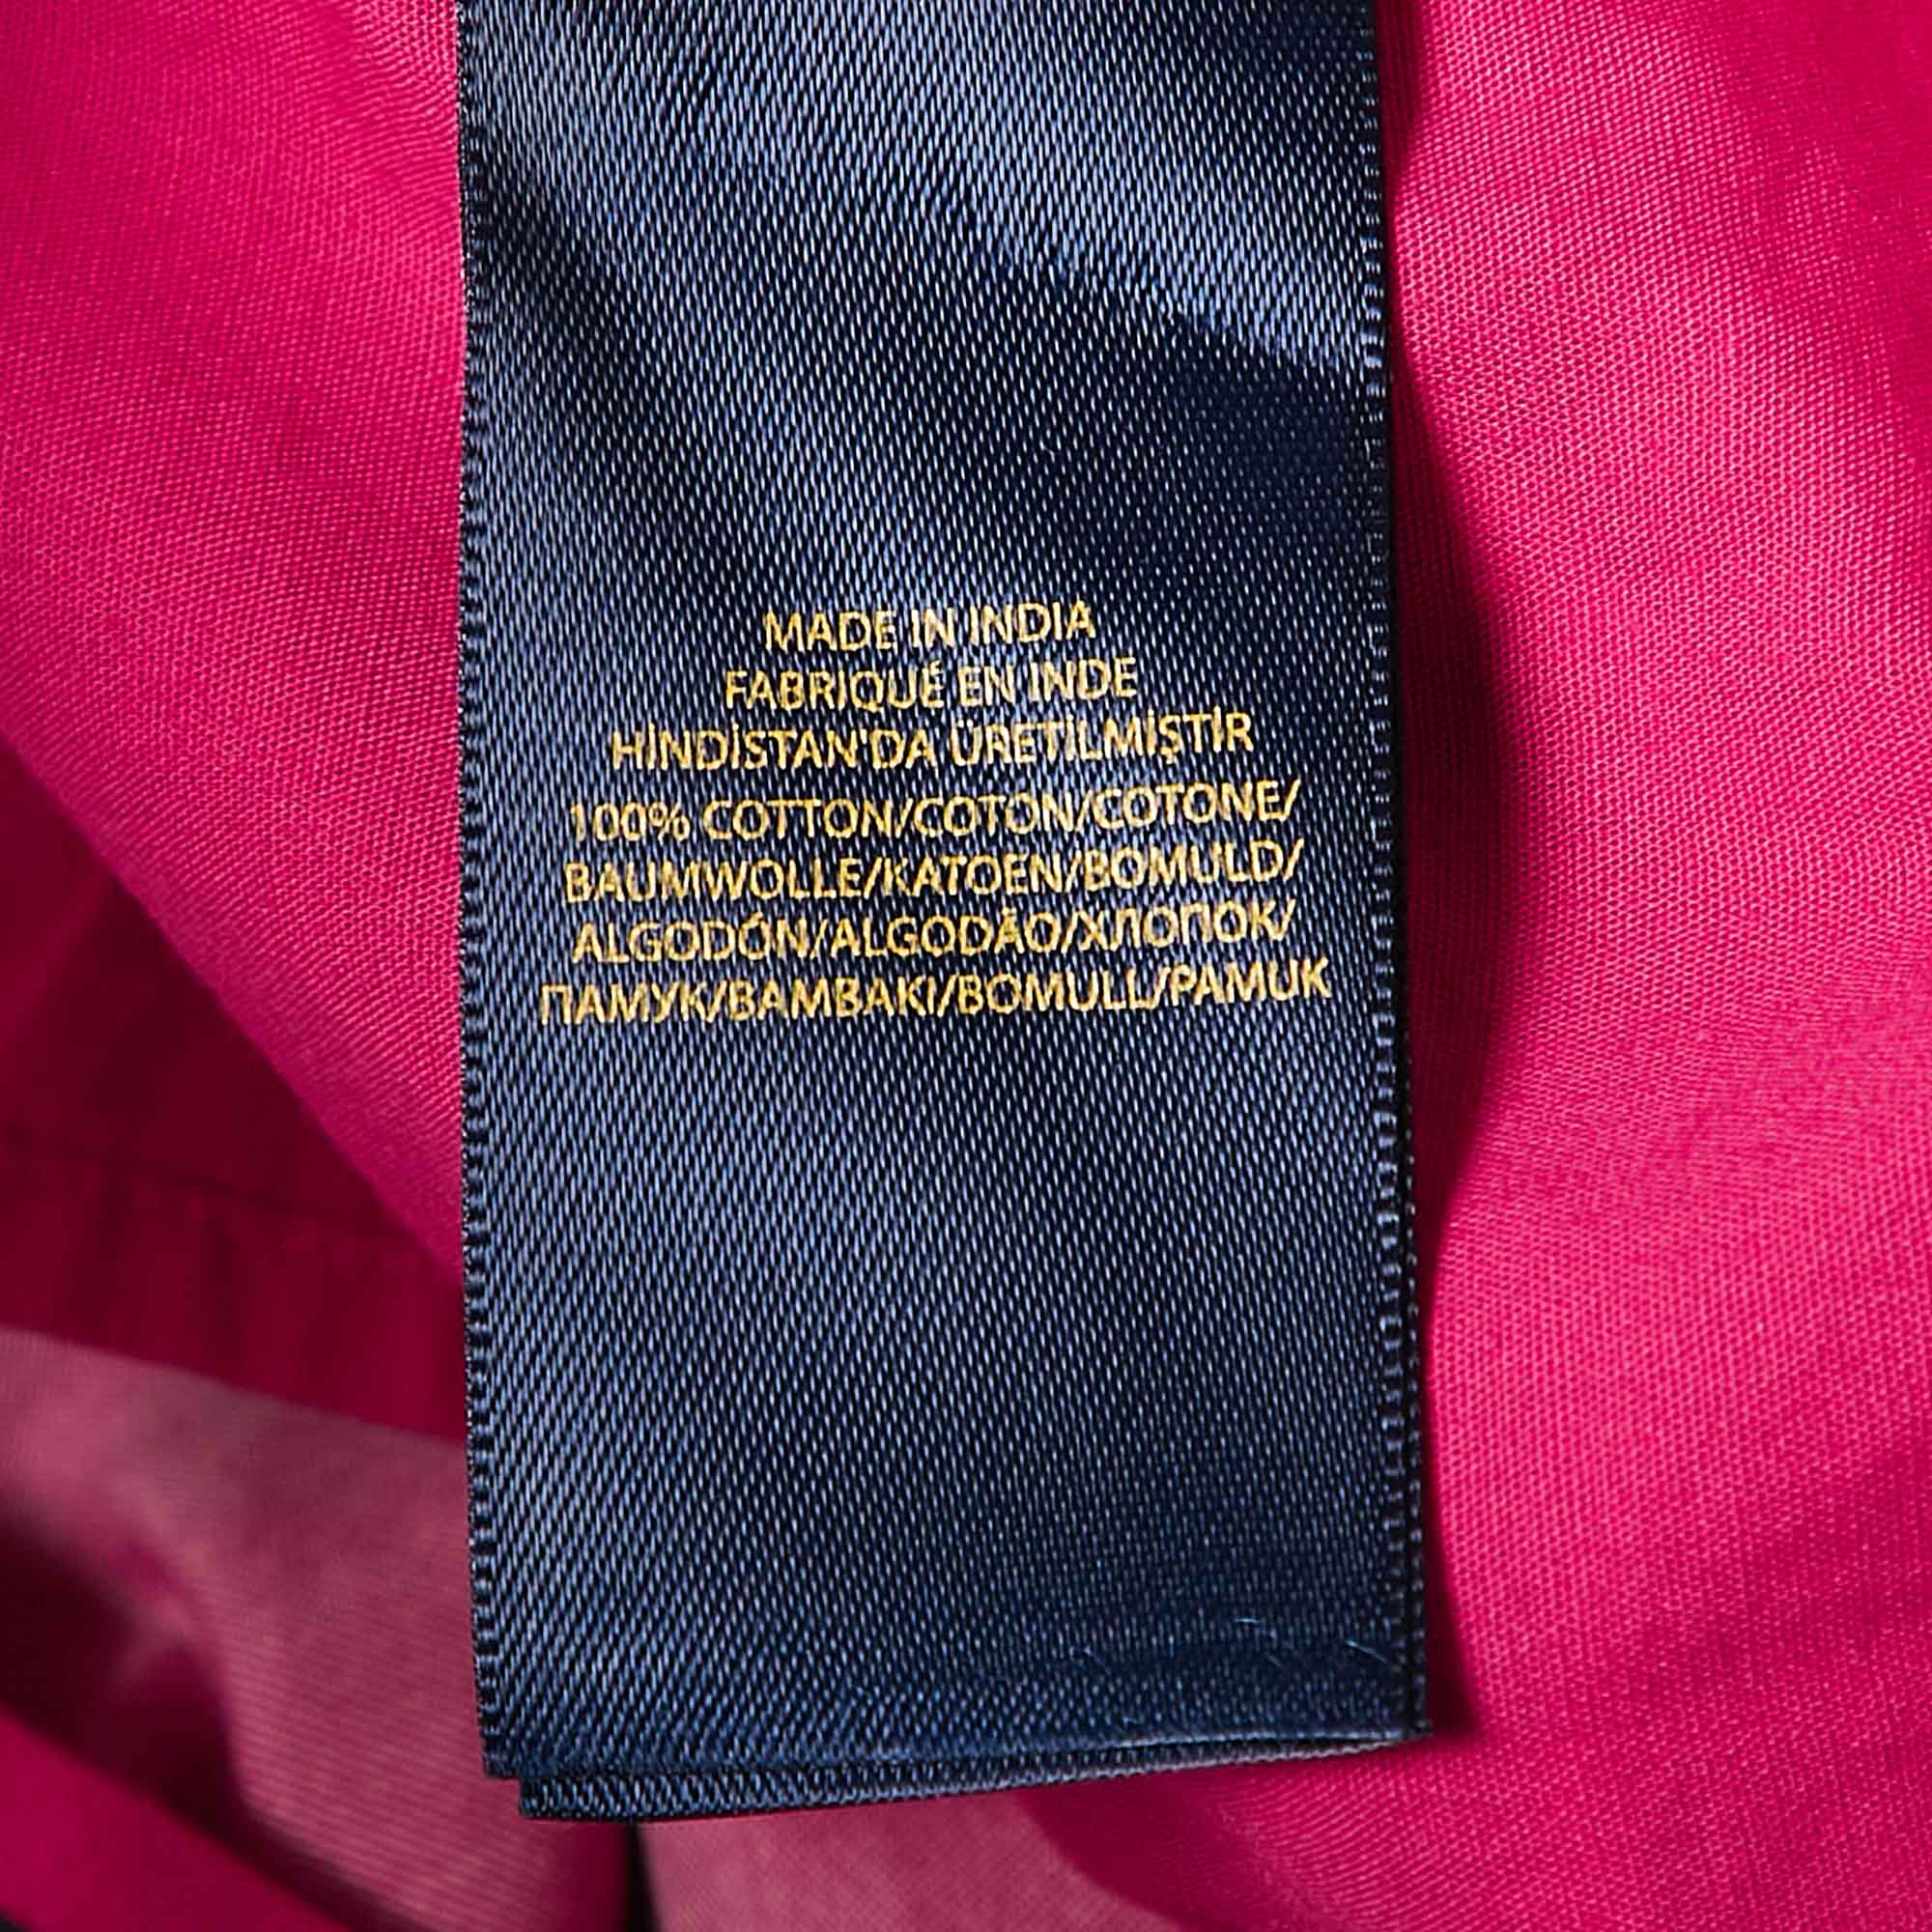 MADE IN INDIA
FABRIQUÉ EN INDE
HİNDİSTAN'DA ÜRETİLMİŞTİR
100% COTTON/COTON/COTONE/
BAUMWOLLE/KATOEN/BOMULD/
ALGODÓN/ALGODÃO/ХЛОПОК/
ПАМУК/BAMBAKI/BOMULL/PAMUK